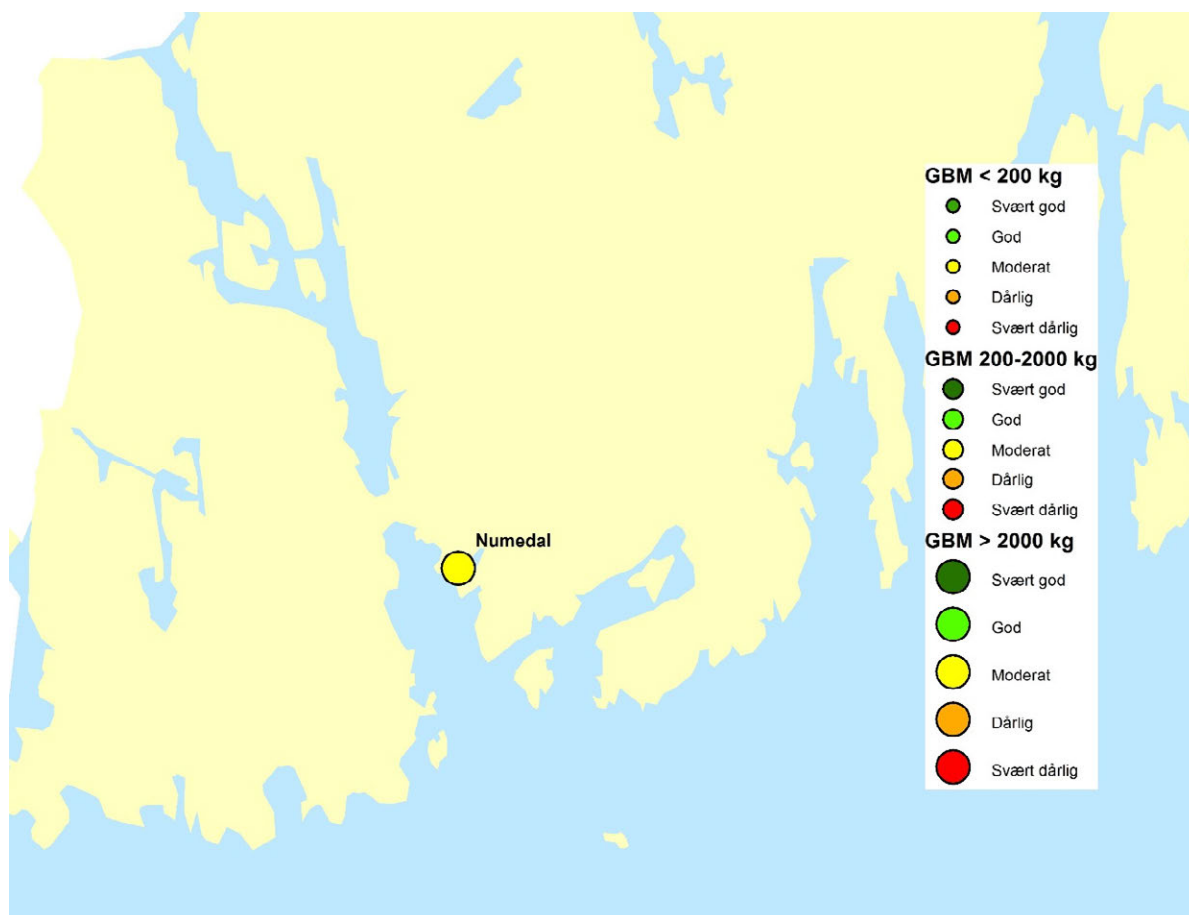 GBM < 200 kg
Svært god
God
Moderat
Dårlig
Svært dårlig
GBM 200-2000 kg
Svært god
God
Moderat
Dårlig
Svært dårlig
Numedal
GBM > 2000 kg
Svært god
God
Moderat
Dårlig
Svært dårlig